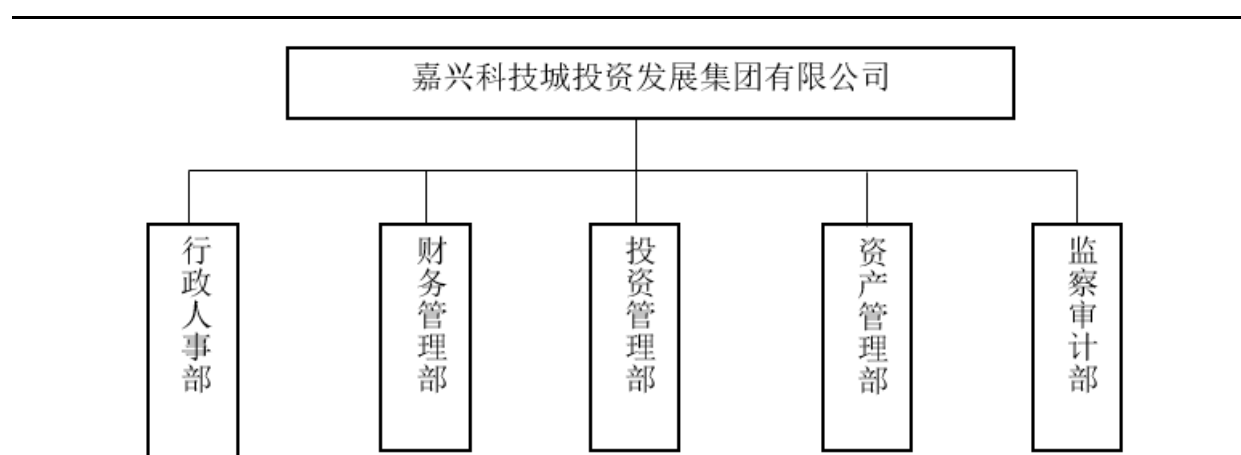 嘉兴科技城投资发展集团有限公司
行政人事部
财务管理部
投资管理部
资产管理部
监察审计部